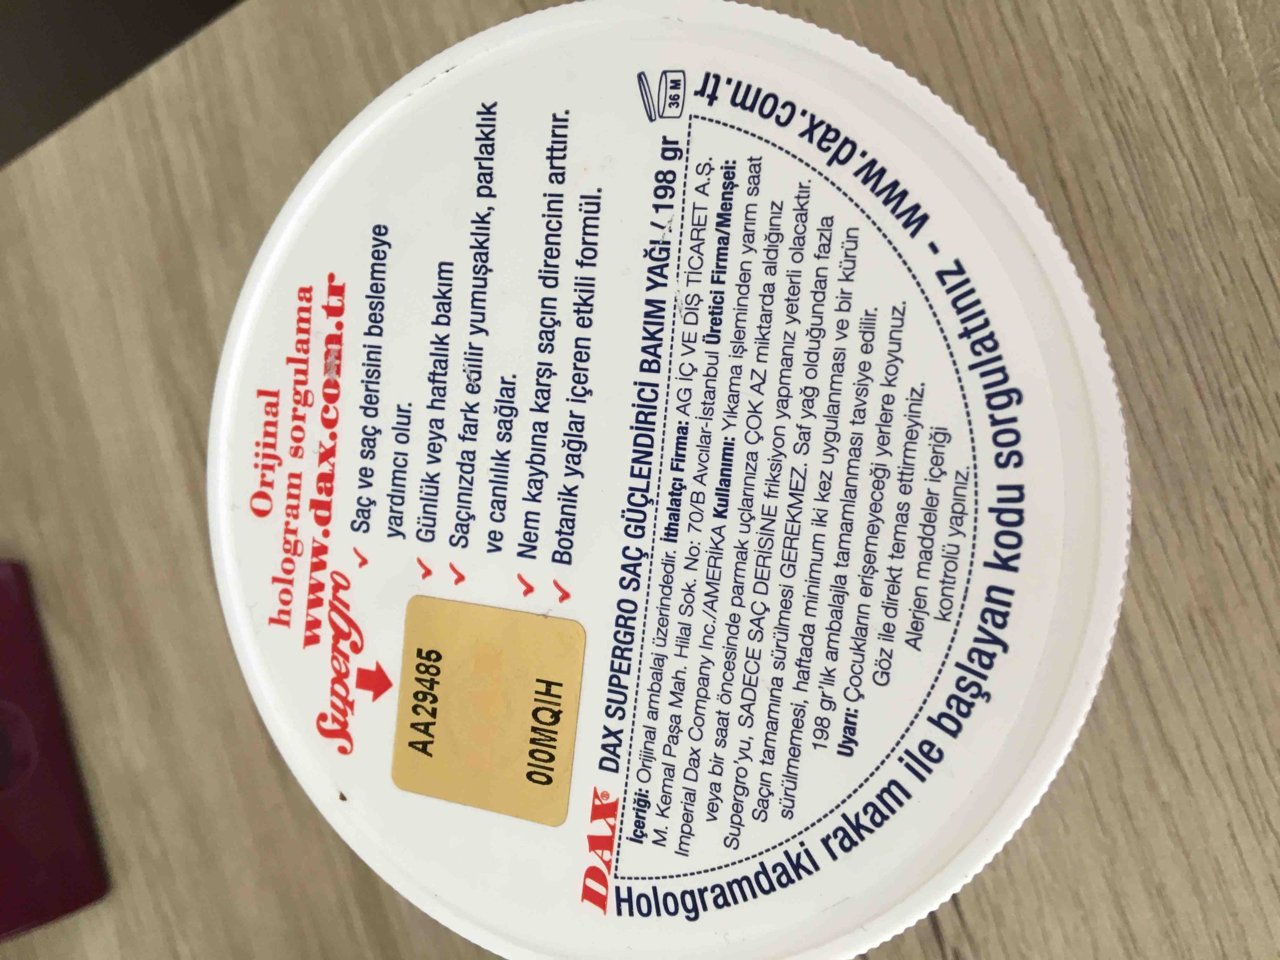 Orijinal
hologram sorgulama
www.dax.com.tr
Supergro
✓ Saç ve saç derisini beslemeye
yardımcı olur.
✓ Günlük veya haftalık bakım
✓ Saçınızda fark edilir yumuşaklık, parlaklık
ve canlılık sağlar.
✓ Nem kaybına karşı saçın direncini arttırır.
✓ Botanik yağlar içeren etkili formül.
AA29485
0I0MQIH
DAX® DAX SUPERGRO SAÇ GÜÇLENDİRİCİ BAKIM YAĞI / 198 gr
36 M
İçeriği: Orijinal ambalaj üzerindedir. İthalatçı Firma: AG İÇ VE DIŞ TİCARET A.Ş.
M. Kemal Paşa Mah. Hilal Sok. No: 70/B Avcılar-İstanbul Üretici Firma/Menşei:
Imperial Dax Company Inc./AMERİKA Kullanımı: Yıkama işleminden yarım saat
veya bir saat öncesinde parmak uçlarınıza ÇOK AZ miktarda aldığınız
Supergro'yu, SADECE SAÇ DERİSİNE friksiyon yapmanız yeterli olacaktır.
Saçın tamamına sürülmesi GEREKMEZ. Saf yağ olduğundan fazla
sürülmemesi, haftada minimum iki kez uygulanması ve bir kürün
198 gr'lık ambalajla tamamlanması tavsiye edilir.
Uyarı: Çocukların erişemeyeceği yerlere koyunuz.
Göz ile direkt temas ettirmeyiniz.
Alerjen maddeler içeriği
kontrolü yapınız.
Hologramdaki rakam ile başlayan kodu sorgulatınız - www.dax.com.tr